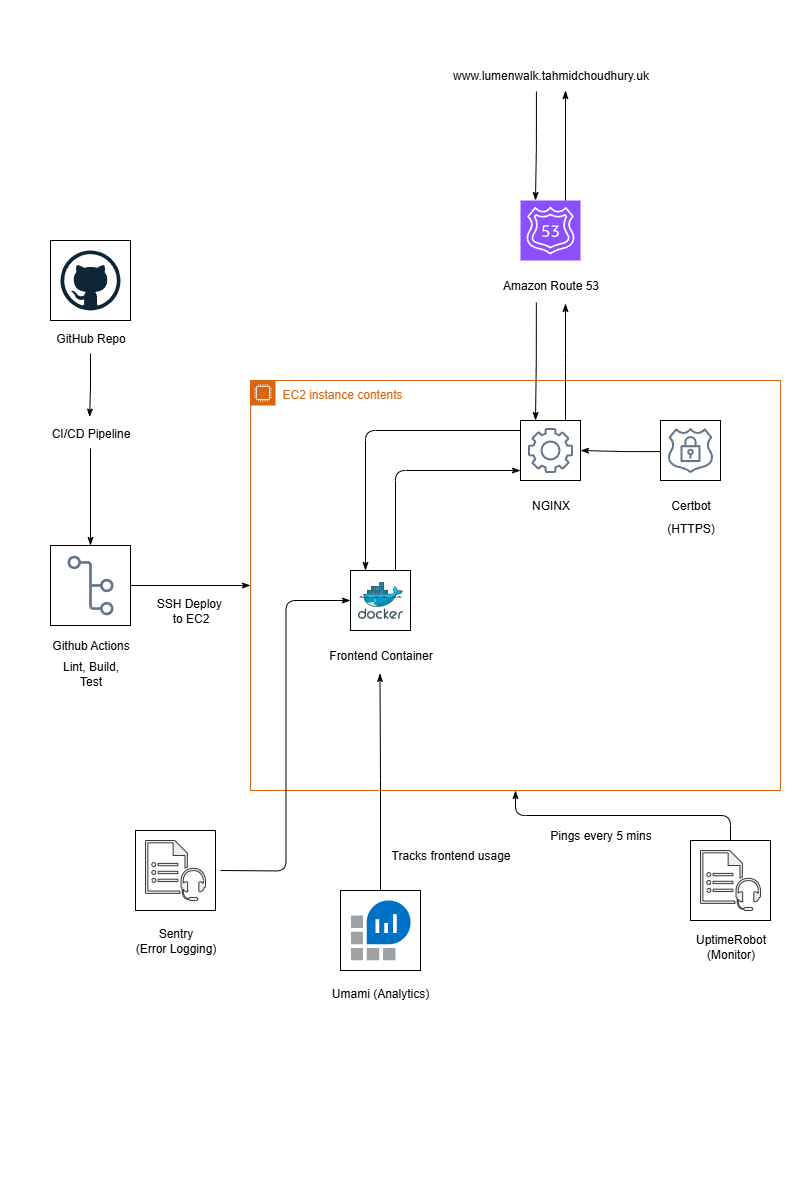 www.lumenwalk.tahmidchoudhury.uk
53
Amazon Route 53
GitHub Repo
CI/CD Pipeline
EC2 instance contents
NGINX
Certbot
(HTTPS)
SSH Deploy
to EC2
Github Actions
Lint, Build,
Test
docker
Frontend Container
Tracks frontend usage
Pings every 5 mins
Sentry
(Error Logging)
Umami (Analytics)
UptimeRobot
(Monitor)